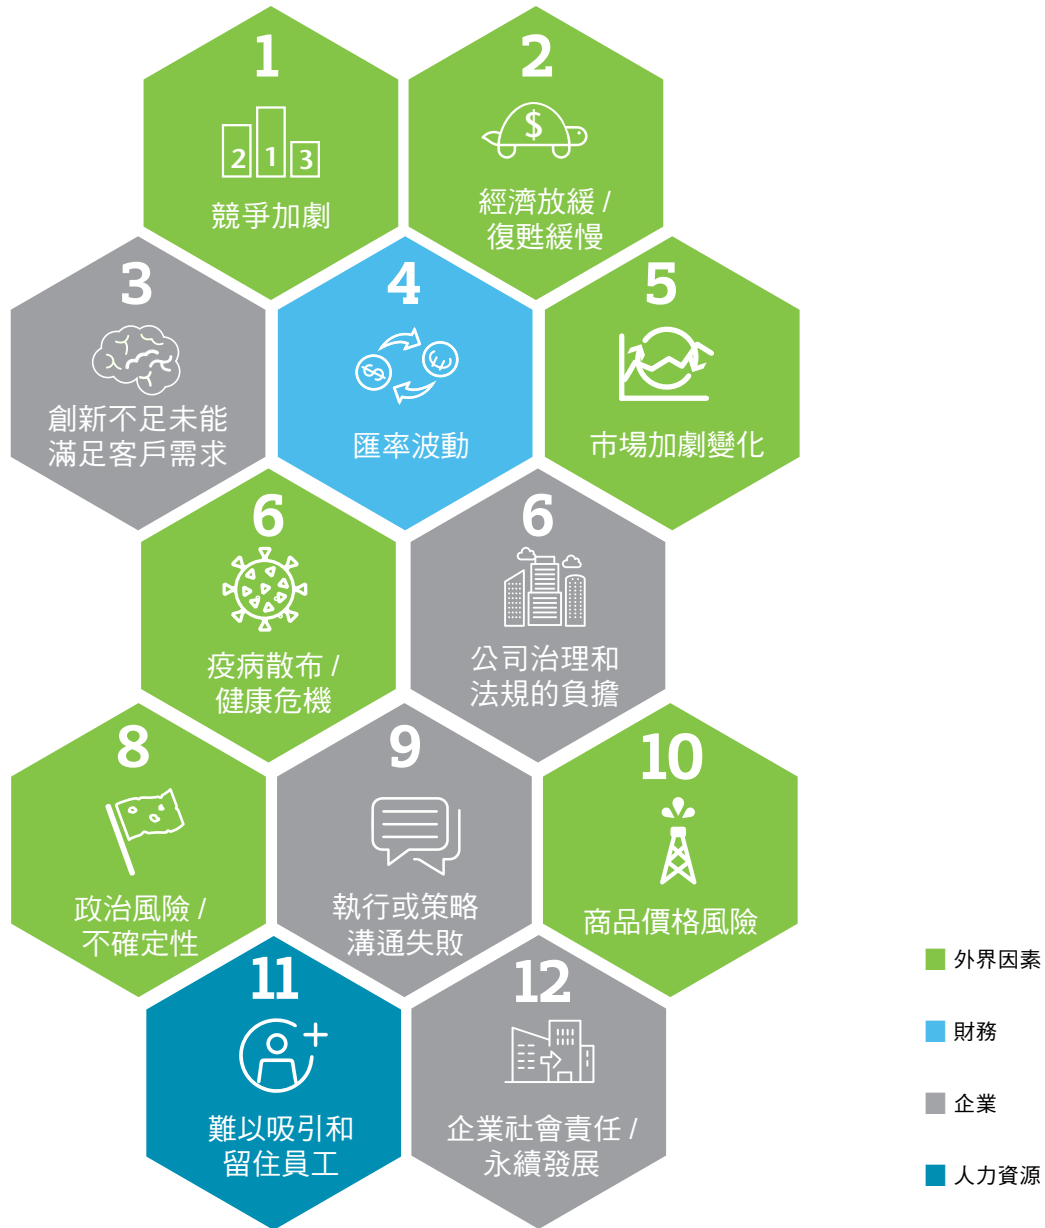 1
2 1 3
競爭加劇
2
$
經濟放緩 /
復甦緩慢
3
創新不足未能
滿足客戶需求
4
$ €
匯率波動
5
市場加劇變化
6
疫病散布 /
健康危機
6
公司治理和
法規的負擔
8
政治風險 /
不確定性
9
執行或策略
溝通失敗
10
商品價格風險
11
難以吸引和
留住員工
12
企業社會責任 /
永續發展
外界因素
財務
企業
人力資源